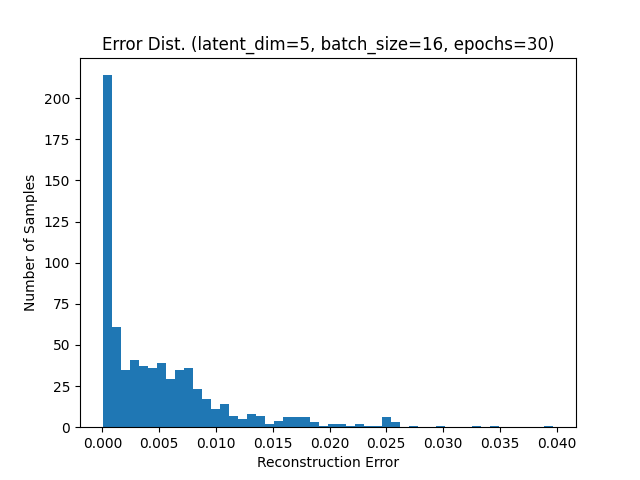 Error Dist. (latent_dim=5, batch_size=16, epochs=30)
200
175
150
125
100
75
50
25
0
Number of Samples
0.000 0.005 0.010 0.015 0.020 0.025 0.030 0.035 0.040
Reconstruction Error